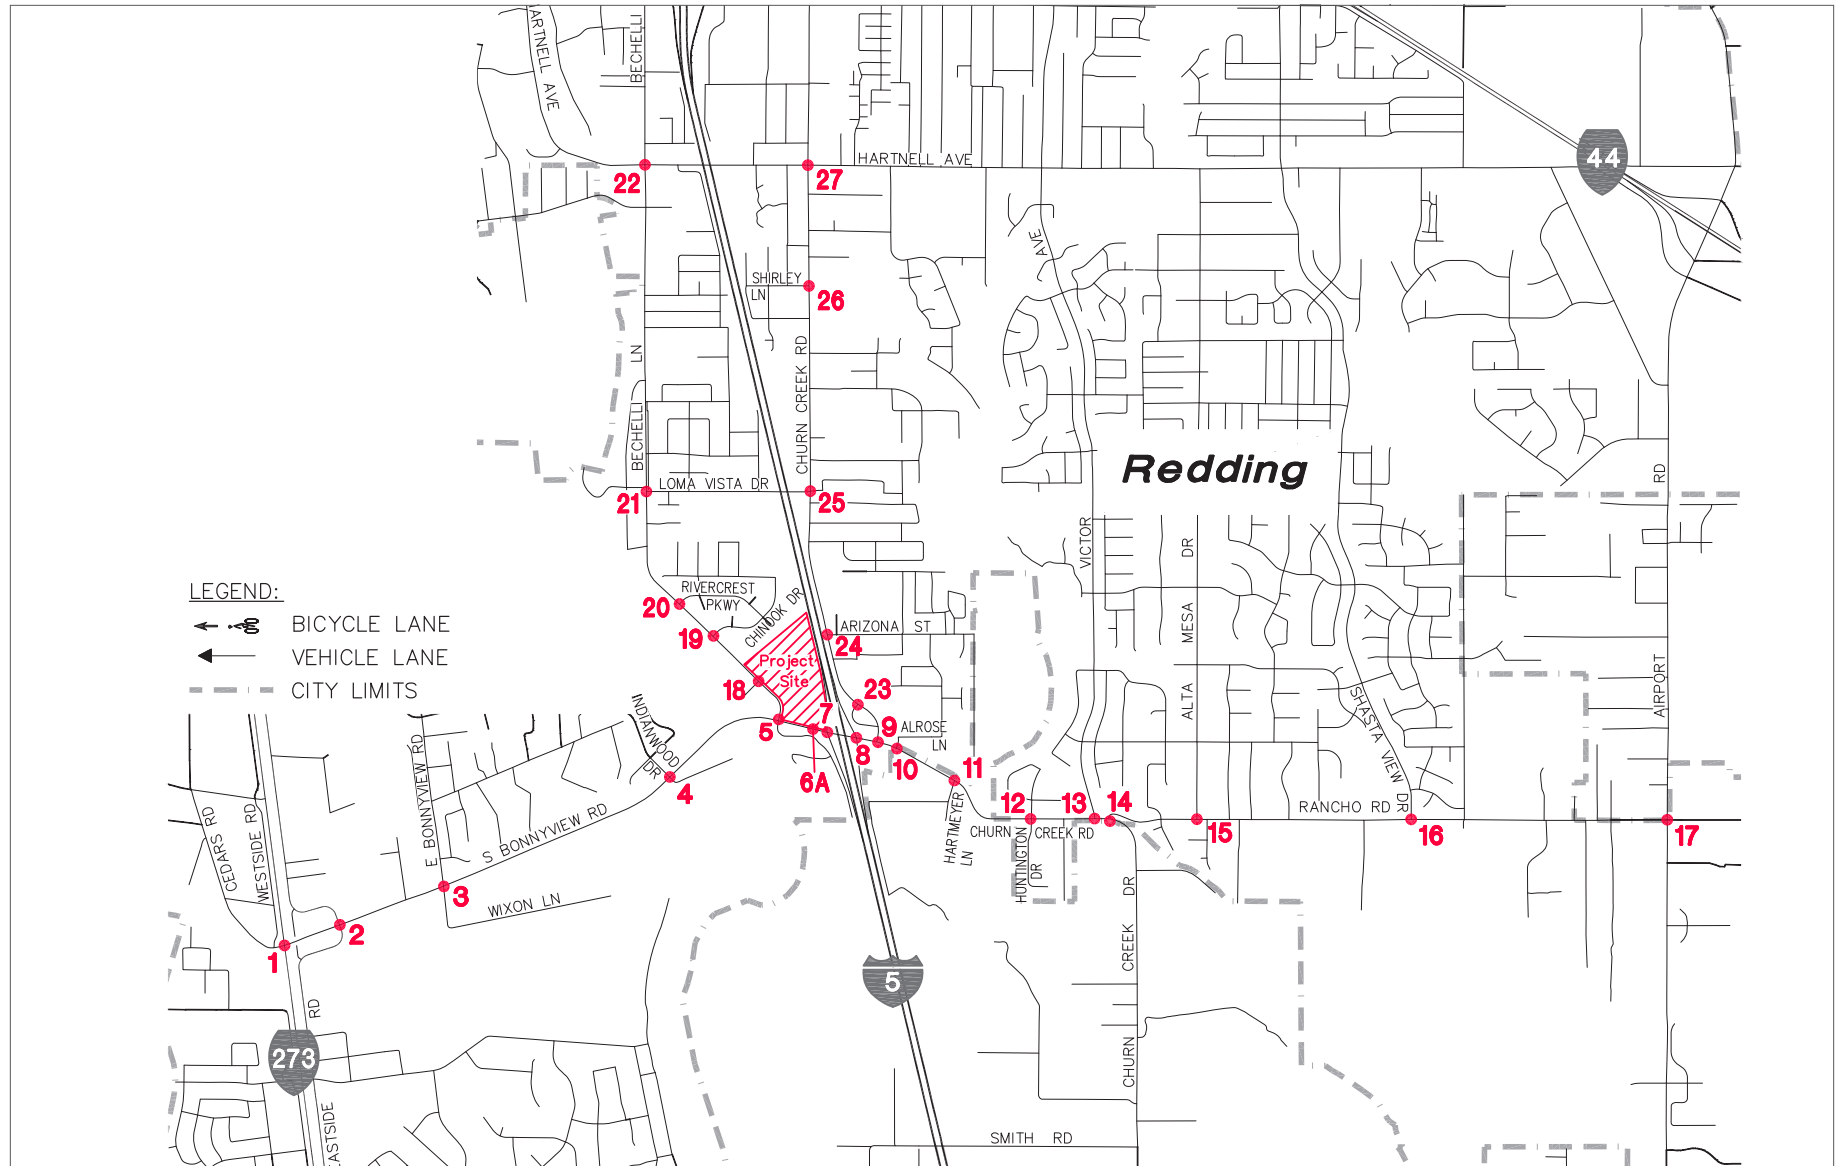 HARTNELL AVE
BECHELLI
22
27
HARTNELL AVE
44
SHIRLEY
LN
26
AVE
BECHELLI LN
CHURN CREEK RD
Redding
LOMA VISTA DR
21
25
VICTOR
ALTA MESA DR
AIRPORT RD
LEGEND:
BICYCLE LANE
VEHICLE LANE
CITY LIMITS
RIVERCREST
PKWY
20
19
CHINOOK DR
ARIZONA ST
24
Project
Site
18
23
7
5
9
ALROSE
LN
8
10
6A
11
INDIANWOOD
DR
4
SHASTA VIEW DR
E BONNYVIEW RD
S BONNYVIEW RD
CEDARS RD
WESTSIDE RD
12
13
14
RANCHO RD
15
16
17
CHURN
CREEK RD
HARTMEYER
LN
HUNTINGTON
DR
3
WIXON LN
2
1
CHURN CREEK DR
5
RD
273
EASTSIDE
SMITH RD